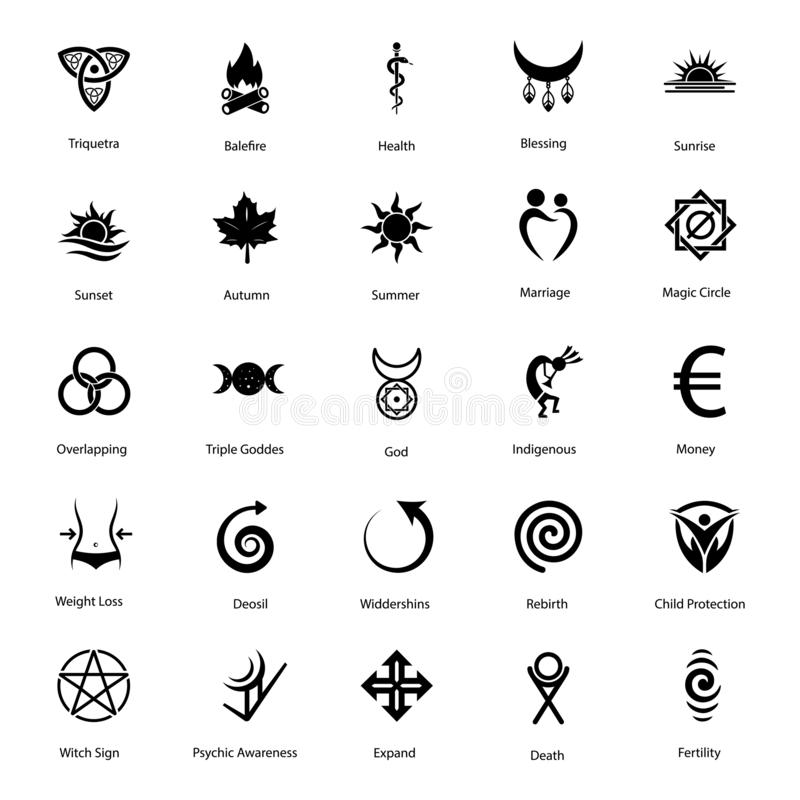 Triquetra
Balefire
Health
Blessing
Sunrise
Sunset
Autumn
Summer
Marriage
Magic Circle
Overlapping
Triple Goddes
God
Indigenous
Money
dreamstime
Weight Loss
Deosil
Widdershins
Rebirth
Child Protection
Witch Sign
Psychic Awareness
Expand
Death
Fertility